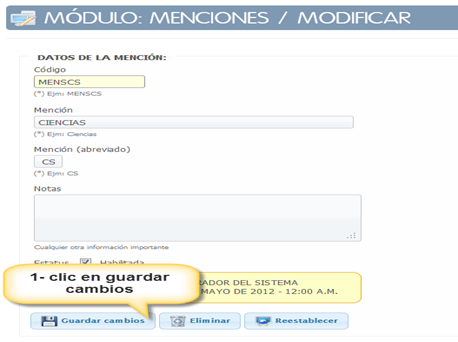 MÓDULO: MENCIONES / MODIFICAR
DATOS DE LA MENCIÓN:
Código
MENSCS
(*) Ejm: MENSCS
Mención
CIENCIAS
(*) Ejm: Ciencias
Mención (abreviado)
CS
(*) Ejm: CS
Notas
Cualquier otra información importante
Estatus Habilitada
1- clic en guardar
cambios
RADOR DEL SISTEMA
MAYO DE 2012 - 12:00 A.M.
Guardar cambios Eliminar Reestablecer